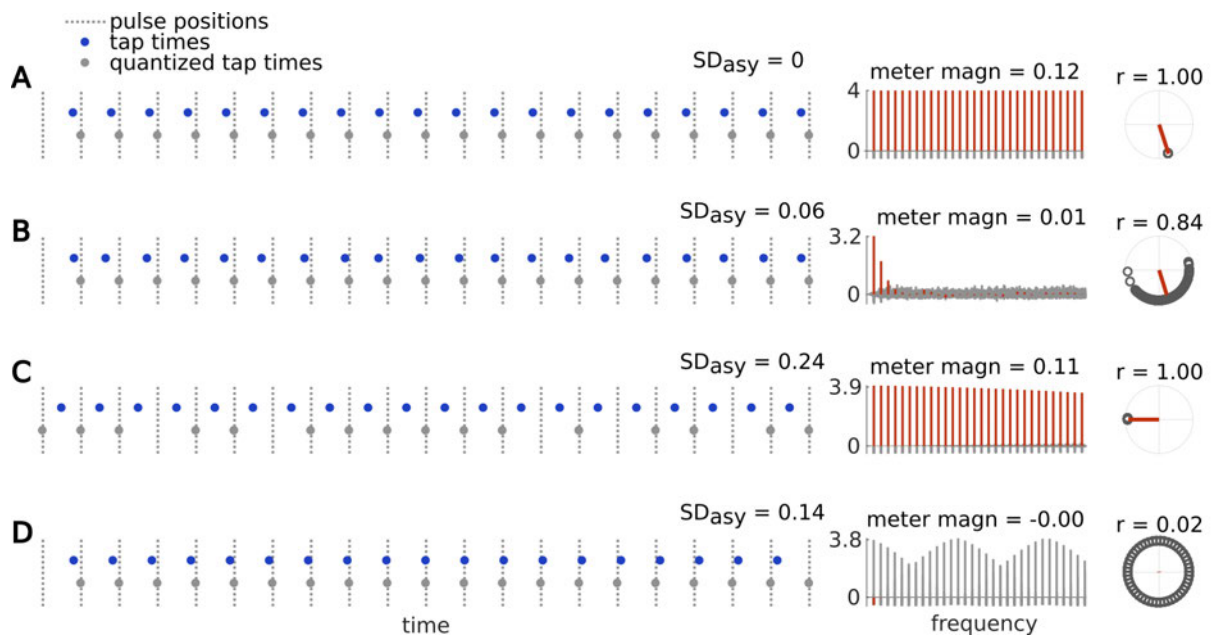 pulse positions
tap times
quantized tap times
A
SDasy = 0
meter magn = 0.12
r = 1.00
4
0
B
SDasy = 0.06
meter magn = 0.01
r = 0.84
3.2
0
C
SDasy = 0.24
meter magn = 0.11
r = 1.00
3.9
0
D
SDasy = 0.14
meter magn = -0.00
r = 0.02
3.8
0
time
frequency